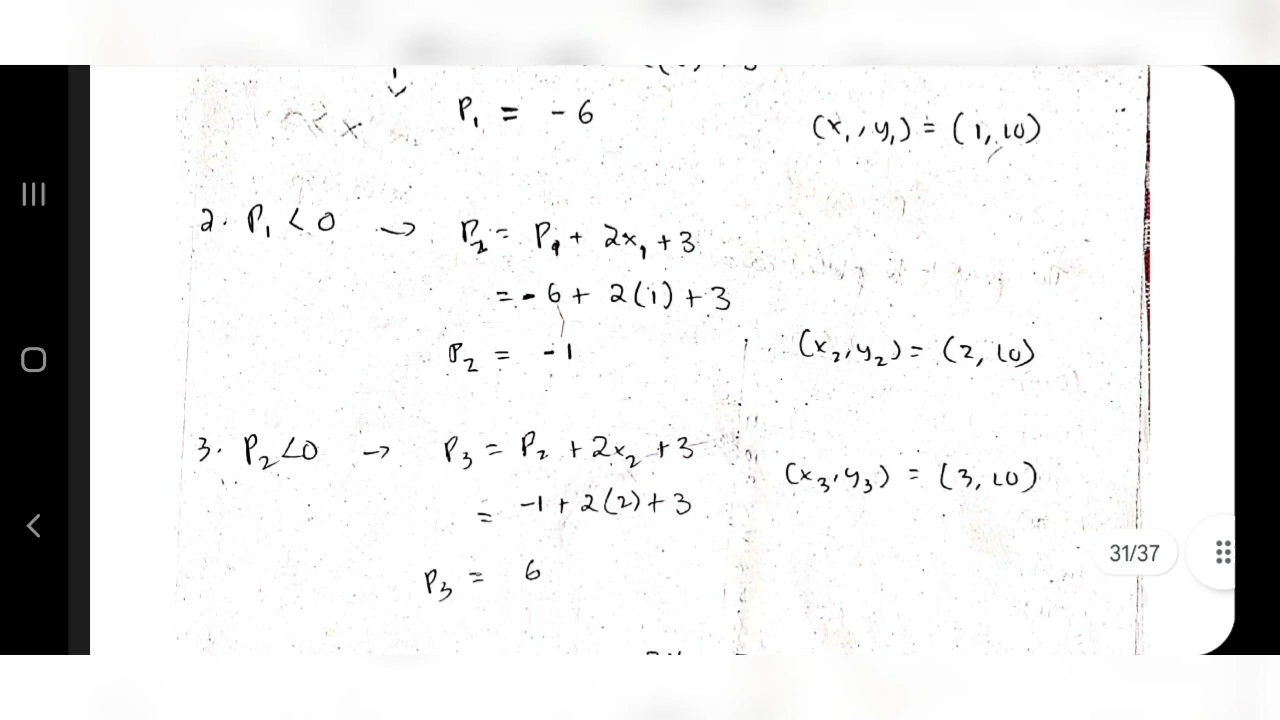 P₁ = - 6
(x₁, y₁) = (1, 10)
2. P₁ < 0 → P₂ = P₁ + 2x₁ + 3
= - 6 + 2(1) + 3
P₂ = -1
(x₂, y₂) = (2, 10)
3. P₂ < 0 → P₃ = P₂ + 2x₂ + 3
(x₃, y₃) = (3, 10)
= -1 + 2(2) + 3
31/37
P₃ = 6